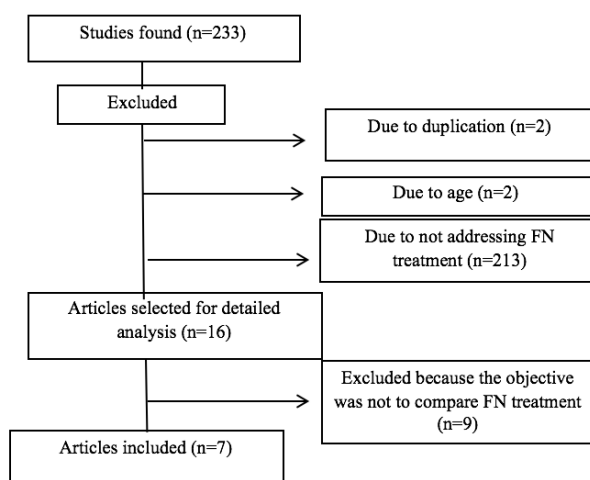 Studies found (n=233)
Excluded
Due to duplication (n=2)
Due to age (n=2)
Due to not addressing FN
treatment (n=213)
Articles selected for detailed
analysis (n=16)
Excluded because the objective
was not to compare FN treatment
(n=9)
Articles included (n=7)